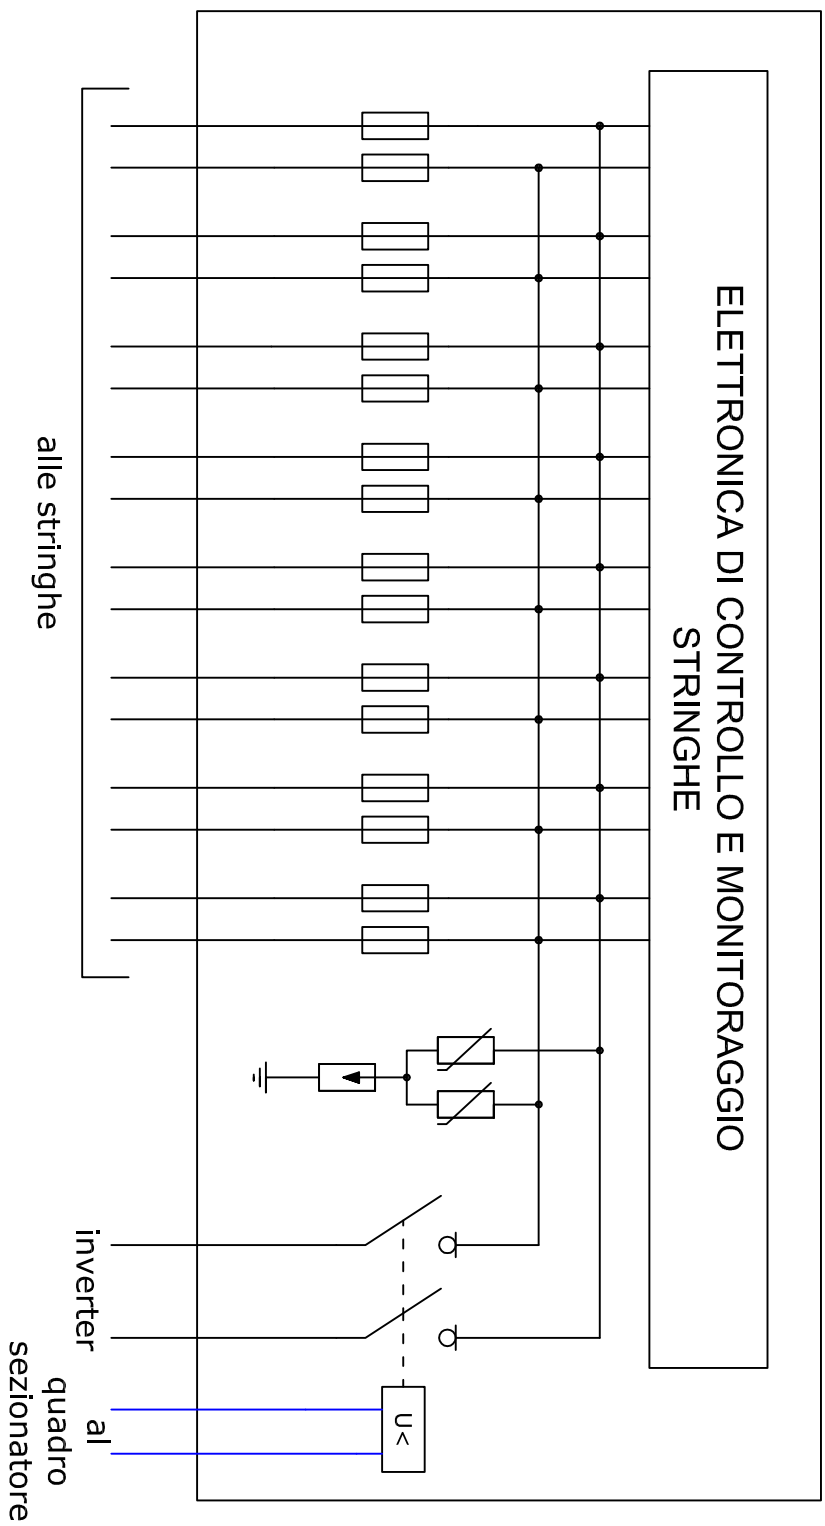 ELETTRONICA DI CONTROLLO E MONITORAGGIO
STRINGHE
alle stringhe
inverter
al
quadro
sezionatore
U<